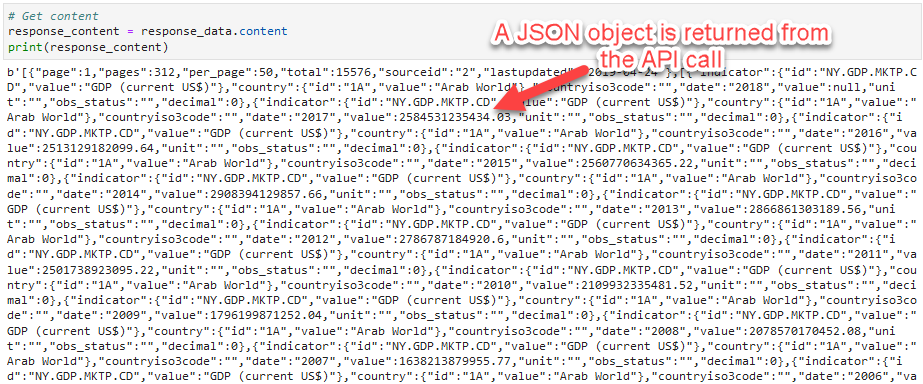 # Get content
response_content = response_data.content
print(response_content)
A JSON object is returned from
the API call
b'[{"page":1,"pages":312,"per_page":50,"total":15576,"sourceid":"2","lastupdated" 2019-04-24"},[{"indicator":{"id":"NY.GDP.MKTP.C
D","value":"GDP (current US$)"},"country":{"id":"1A","value":"Arab World"},"countryiso3code":"","date":"2018","value":null,"uni
t":"","obs_status":"","decimal":0},{"indicator":{"id":"NY.GDP.MKTP.CD" value":"GDP (current US$)"},"country":{"id":"1A","value":"
Arab World"},"countryiso3code":"","date":"2017","value":2584531235434.03,"unit":"","obs_status":"","decimal":0},{"indicator":{"i
d":"NY.GDP.MKTP.CD","value":"GDP (current US$)"},"country":{"id":"1A","value":"Arab World"},"countryiso3code":"","date":"2016","v
alue":2513129182099.64,"unit":"","obs_status":"","decimal":0},{"indicator":{"id":"NY.GDP.MKTP.CD","value":"GDP (current US$)"},"c
ountry":{"id":"1A","value":"Arab World"},"countryiso3code":"","date":"2015","value":2560770634365.22,"unit":"","obs_status":"","deci
mal":0},{"indicator":{"id":"NY.GDP.MKTP.CD","value":"GDP (current US$)"},"country":{"id":"1A","value":"Arab World"},"countryiso3co
de":"","date":"2014","value":2908394129857.66,"unit":"","obs_status":"","decimal":0},{"indicator":{"id":"NY.GDP.MKTP.CD","value":"
GDP (current US$)"},"country":{"id":"1A","value":"Arab World"},"countryiso3code":"","date":"2013","value":2866861303189.56,"uni
t":"","obs_status":"","decimal":0},{"indicator":{"id":"NY.GDP.MKTP.CD","value":"GDP (current US$)"},"country":{"id":"1A","value":"
Arab World"},"countryiso3code":"","date":"2012","value":2786787184920.6,"unit":"","obs_status":"","decimal":0},{"indicator":{"i
d":"NY.GDP.MKTP.CD","value":"GDP (current US$)"},"country":{"id":"1A","value":"Arab World"},"countryiso3code":"","date":"2011","v
alue":2501738923095.22,"unit":"","obs_status":"","decimal":0},{"indicator":{"id":"NY.GDP.MKTP.CD","value":"GDP (current US$)"},"cou
ntry":{"id":"1A","value":"Arab World"},"countryiso3code":"","date":"2010","value":2109932335481.52,"unit":"","obs_status":"","deci
mal":0},{"indicator":{"id":"NY.GDP.MKTP.CD","value":"GDP (current US$)"},"country":{"id":"1A","value":"Arab World"},"countryiso3co
de":"","date":"2009","value":1796199871252.04,"unit":"","obs_status":"","decimal":0},{"indicator":{"id":"NY.GDP.MKTP.CD","value":"
GDP (current US$)"},"country":{"id":"1A","value":"Arab World"},"countryiso3code":"","date":"2008","value":2078570170452.08,"un
it":"","obs_status":"","decimal":0},{"indicator":{"id":"NY.GDP.MKTP.CD","value":"GDP (current US$)"},"country":{"id":"1A","value":"
Arab World"},"countryiso3code":"","date":"2007","value":1638213879955.77,"unit":"","obs_status":"","decimal":0},{"indicator":{"i
d":"NY.GDP.MKTP.CD","value":"GDP (current US$)"},"country":{"id":"1A","value":"Arab World"},"countryiso3code":"","date":"2006","va